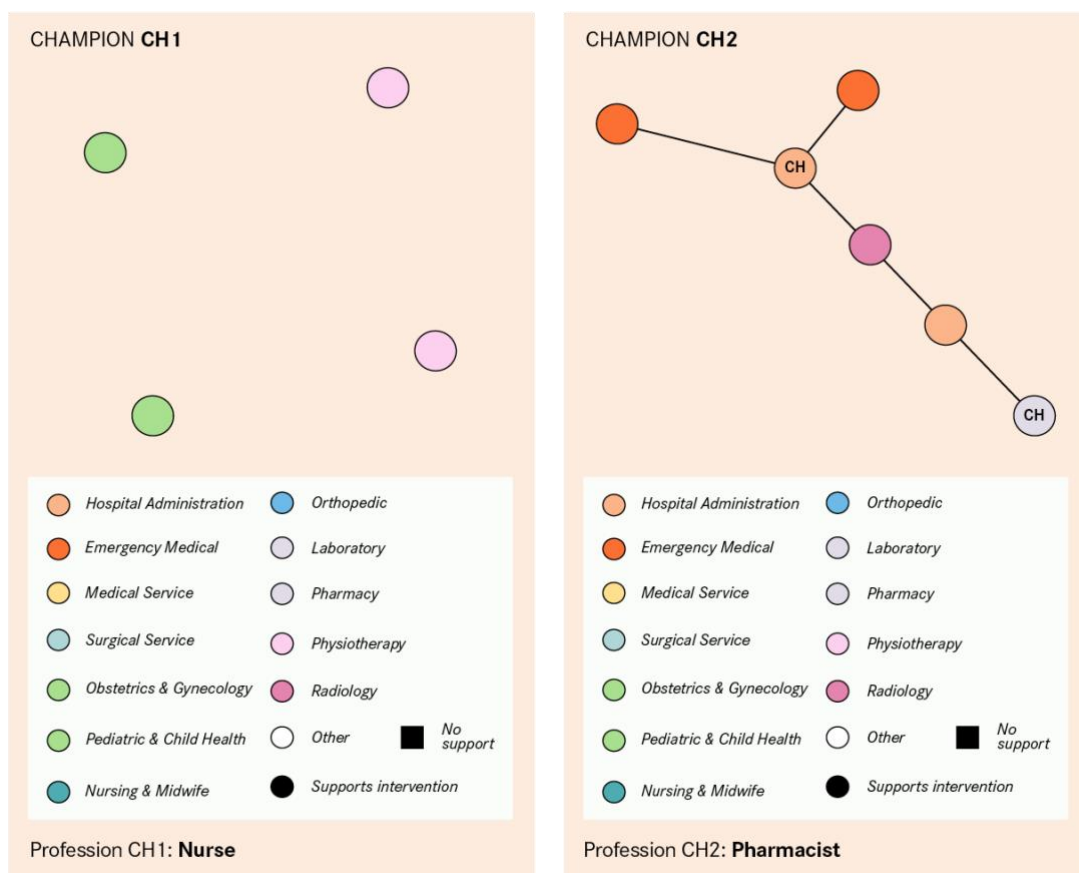 CHAMPION CH1
Hospital Administration
Emergency Medical
Medical Service
Surgical Service
Obstetrics & Gynecology
Pediatric & Child Health
Nursing & Midwife
Orthopedic
Laboratory
Pharmacy
Physiotherapy
Radiology
Other
No
support
Supports intervention
Profession CH1: Nurse
CHAMPION CH2
CH
CH
Hospital Administration
Emergency Medical
Medical Service
Surgical Service
Obstetrics & Gynecology
Pediatric & Child Health
Nursing & Midwife
Orthopedic
Laboratory
Pharmacy
Physiotherapy
Radiology
Other
No
support
Supports intervention
Profession CH2: Pharmacist